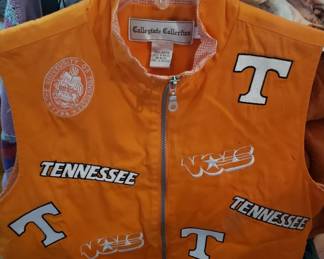 Collegiate Collection
T
VOLS
TENNESSEE
TENNESSEE
T
VOLS
T